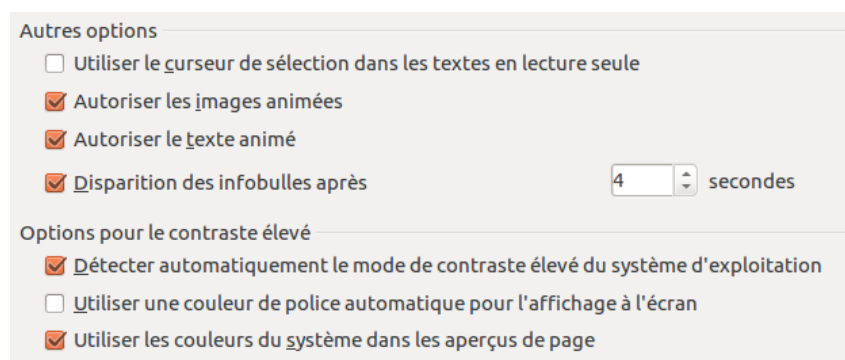 Autres options
Utiliser le curseur de sélection dans les textes en lecture seule
Autoriser les images animées
Autoriser le texte animé
Disparition des infobulles après 4 secondes
Options pour le contraste élevé
Détecter automatiquement le mode de contraste élevé du système d'exploitation
Utiliser une couleur de police automatique pour l'affichage à l'écran
Utiliser les couleurs du système dans les aperçus de page